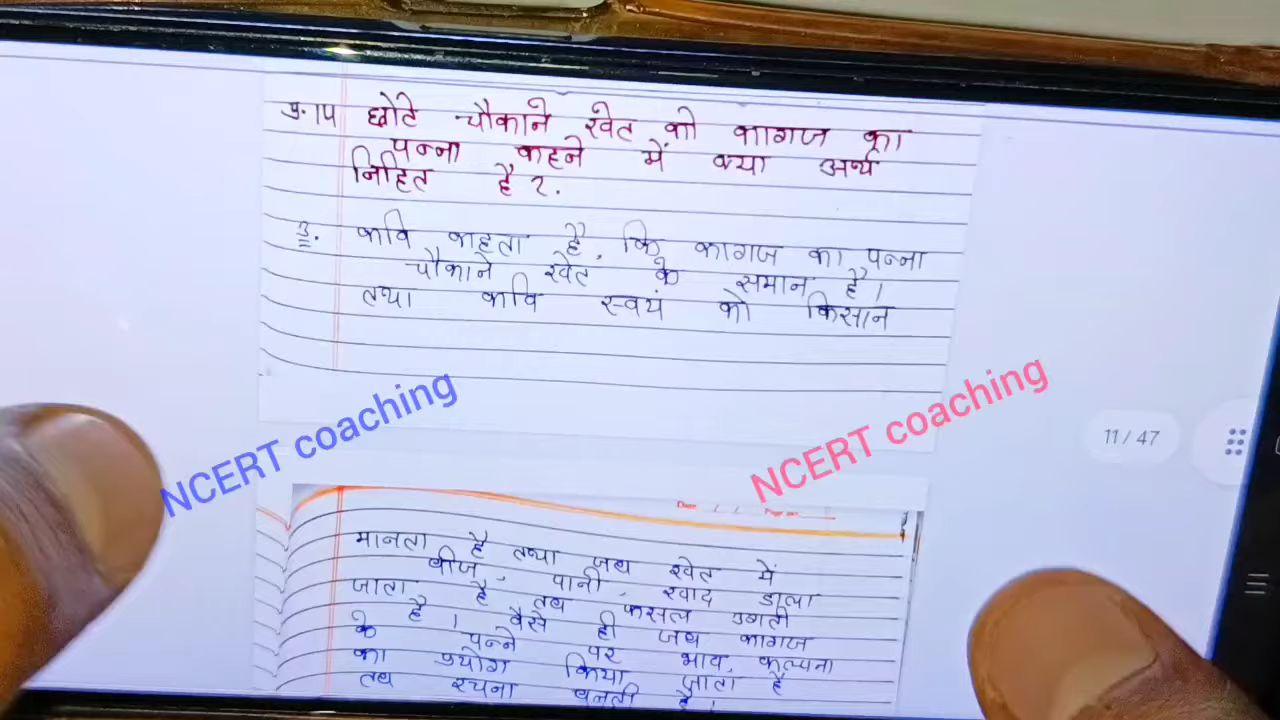 प्र.14 छोटे चौकाने खेत को कागज का
पन्ना कहने में क्या अर्थ
निहित है ?.
उ. कवि कहता है, कि कागज का पन्ना
चौकाने खेत के समान है।
तथा कवि स्वयं को किसान
NCERT coaching
NCERT coaching
11/47
मानता है तथा जब खेत में
बीज, पानी, खाद डाला
जाता है तब फसल उगती
है। वैसे ही जब कागज
के पन्ने पर भाव, कल्पना
का प्रयोग किया जाता है
तब रचना बनती है।